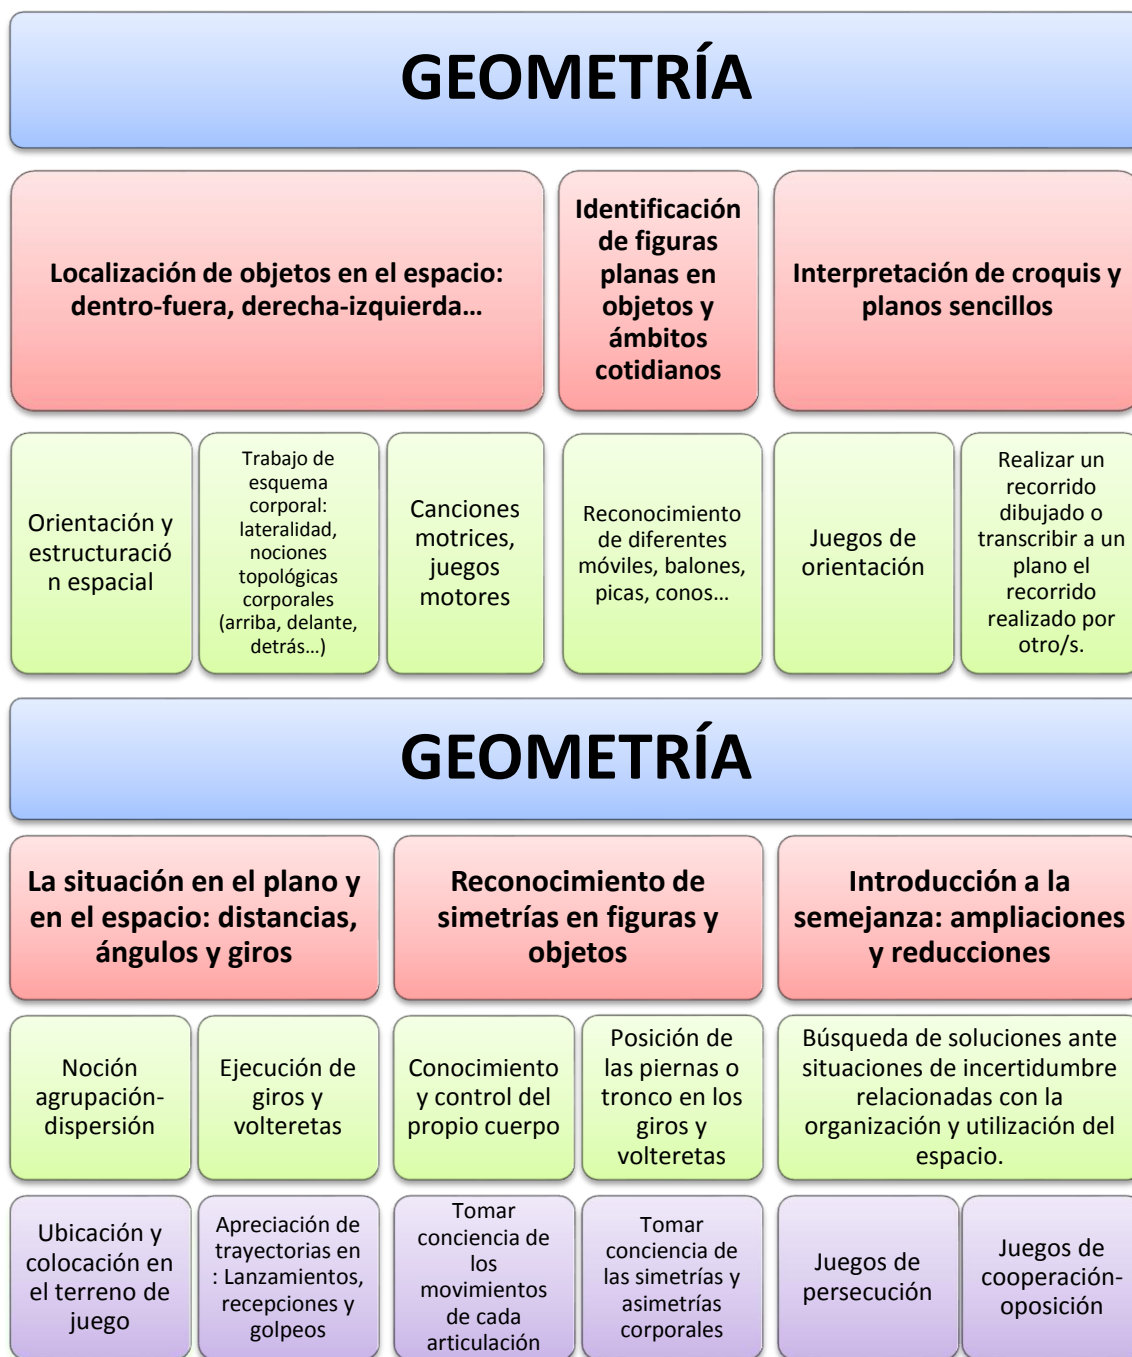 GEOMETRÍA
Localización de objetos en el espacio:
dentro-fuera, derecha-izquierda…
Identificación
de figuras
planas en
objetos y
ámbitos
cotidianos
Interpretación de croquis y
planos sencillos
Orientación y
estructuració
n espacial
Trabajo de
esquema
corporal:
lateralidad,
nociones
topológicas
corporales
(arriba, delante,
detrás…)
Canciones
motrices,
juegos
motores
Reconocimiento
de diferentes
móviles, balones,
picas, conos…
Juegos de
orientación
Realizar un
recorrido
dibujado o
transcribir a un
plano el
recorrido
realizado por
otro/s.
GEOMETRÍA
La situación en el plano y
en el espacio: distancias,
ángulos y giros
Reconocimiento de
simetrías en figuras y
objetos
Introducción a la
semejanza: ampliaciones
y reducciones
Noción
agrupación-
dispersión
Ejecución de
giros y
volteretas
Conocimiento
y control del
propio cuerpo
Posición de
las piernas o
tronco en los
giros y
volteretas
Búsqueda de soluciones ante
situaciones de incertidumbre
relacionadas con la
organización y utilización del
espacio.
Ubicación y
colocación en
el terreno de
juego
Apreciación de
trayectorias en
: Lanzamientos,
recepciones y
golpeos
Tomar
conciencia de
los
movimientos
de cada
articulación
Tomar
conciencia de
las simetrías y
asimetrías
corporales
Juegos de
persecución
Juegos de
cooperación-
oposición